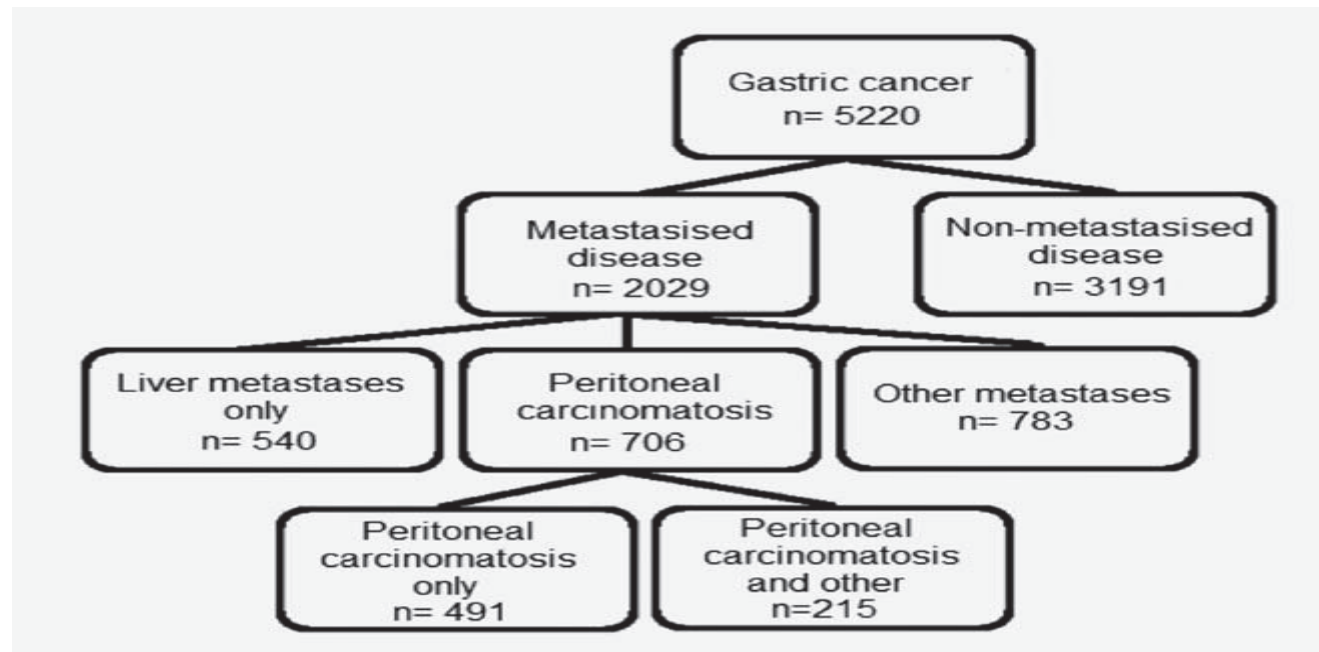 Gastric cancer
n= 5220
Metastasised
disease
n= 2029
Non-metastasised
disease
n= 3191
Liver metastases
only
n= 540
Peritoneal
carcinomatosis
n= 706
Other metastases
n= 783
Peritoneal
carcinomatosis
only
n= 491
Peritoneal
carcinomatosis
and other
n=215